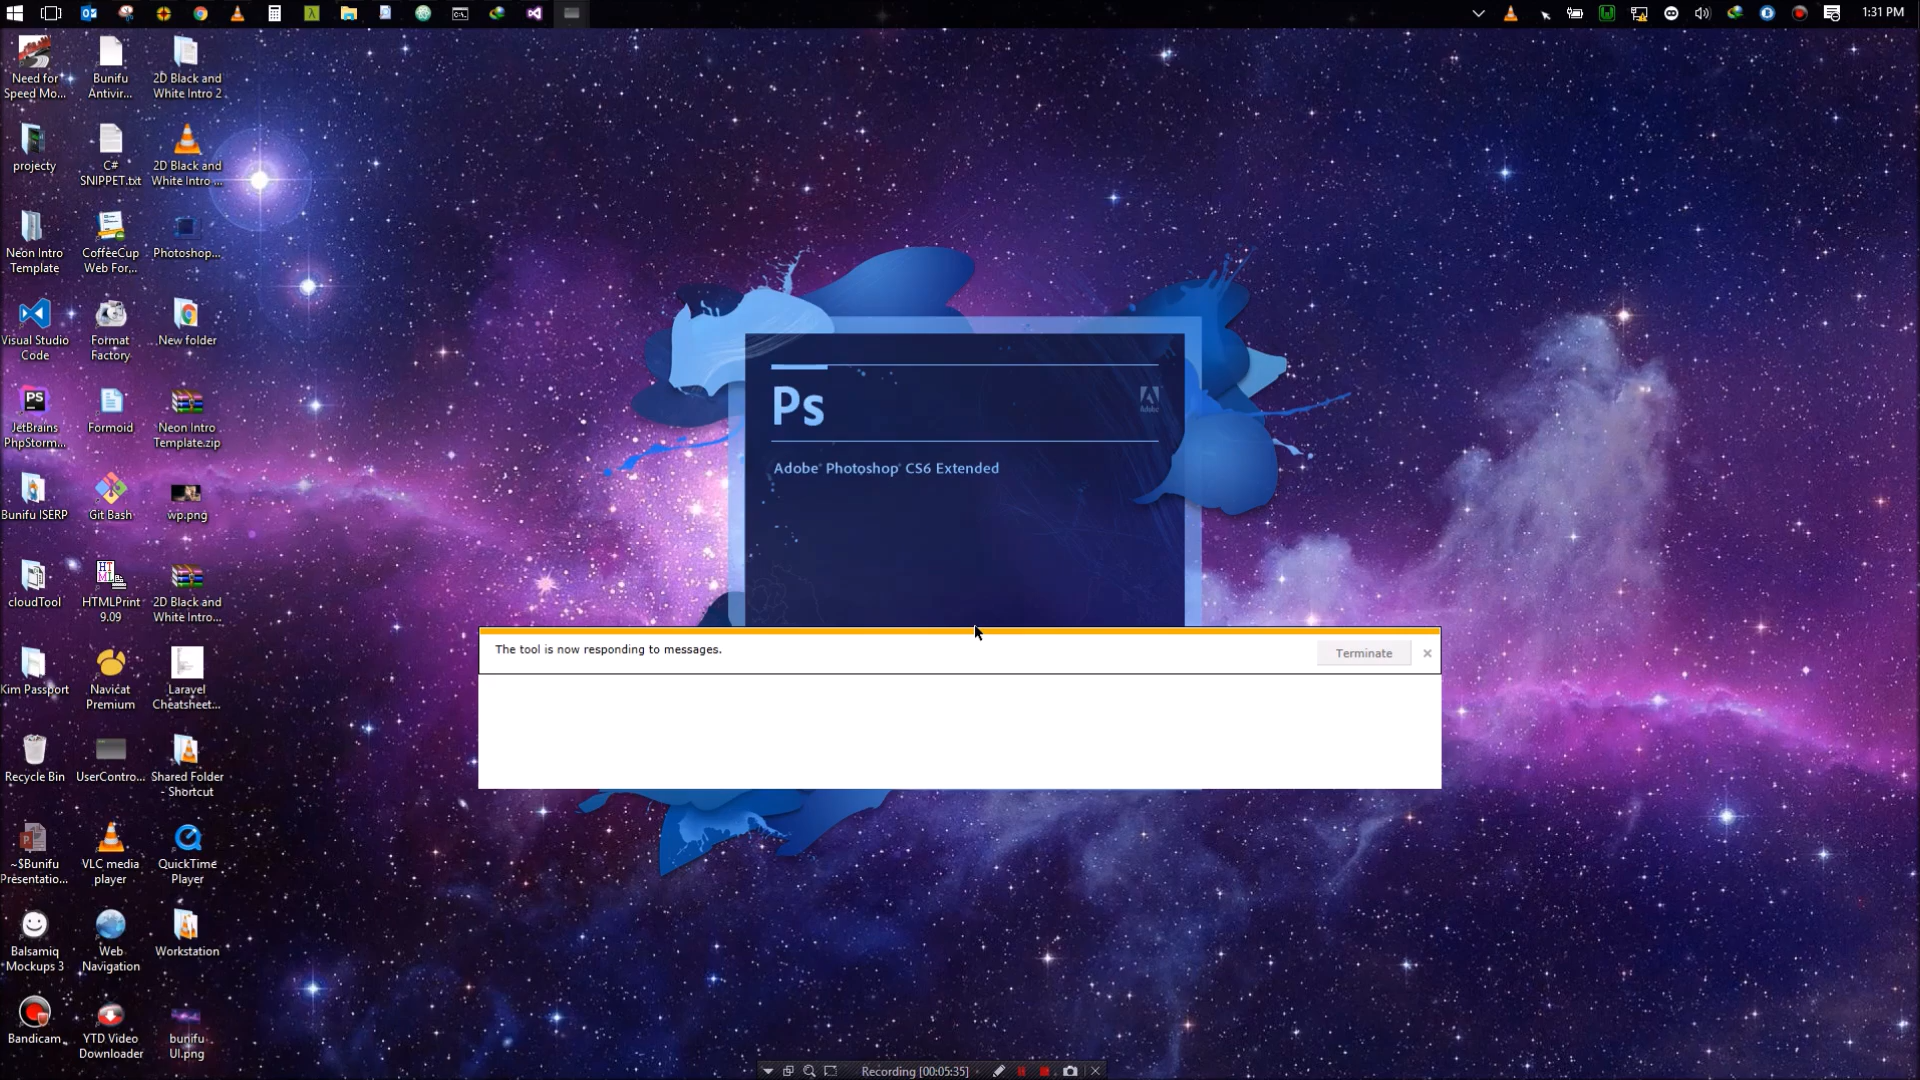 1:31 PM
Need for
Speed Mo...
Bunifu
Antivir...
2D Black and
White Intro 2
projecty
C#
SNIPPET.txt
2D Black and
White Intro ...
Neon Intro
Template
CoffeeCup
Web For...
Photoshop...
Visual Studio
Code
Format
Factory
New folder
PS
JetBrains
PhpStorm...
Formoid
Neon Intro
Template.zip
Bunifu ISERP
Git Bash
wp.png
cloudTool
HTML
HTMLPrint
9.09
2D Black and
White Intro...
Kim Passport
Navicat
Premium
Laravel
Cheatsheet...
Recycle Bin
UserContro...
Shared Folder
- Shortcut
~$Bunifu
Presentatio...
VLC media
player
QuickTime
Player
Balsamiq
Mockups 3
Web
Navigation
Workstation
Bandicam
YTD Video
Downloader
bunifu
UI.png
Ps
Adobe
Adobe® Photoshop® CS6 Extended
The tool is now responding to messages.
Terminate
Recording [00:05:35]